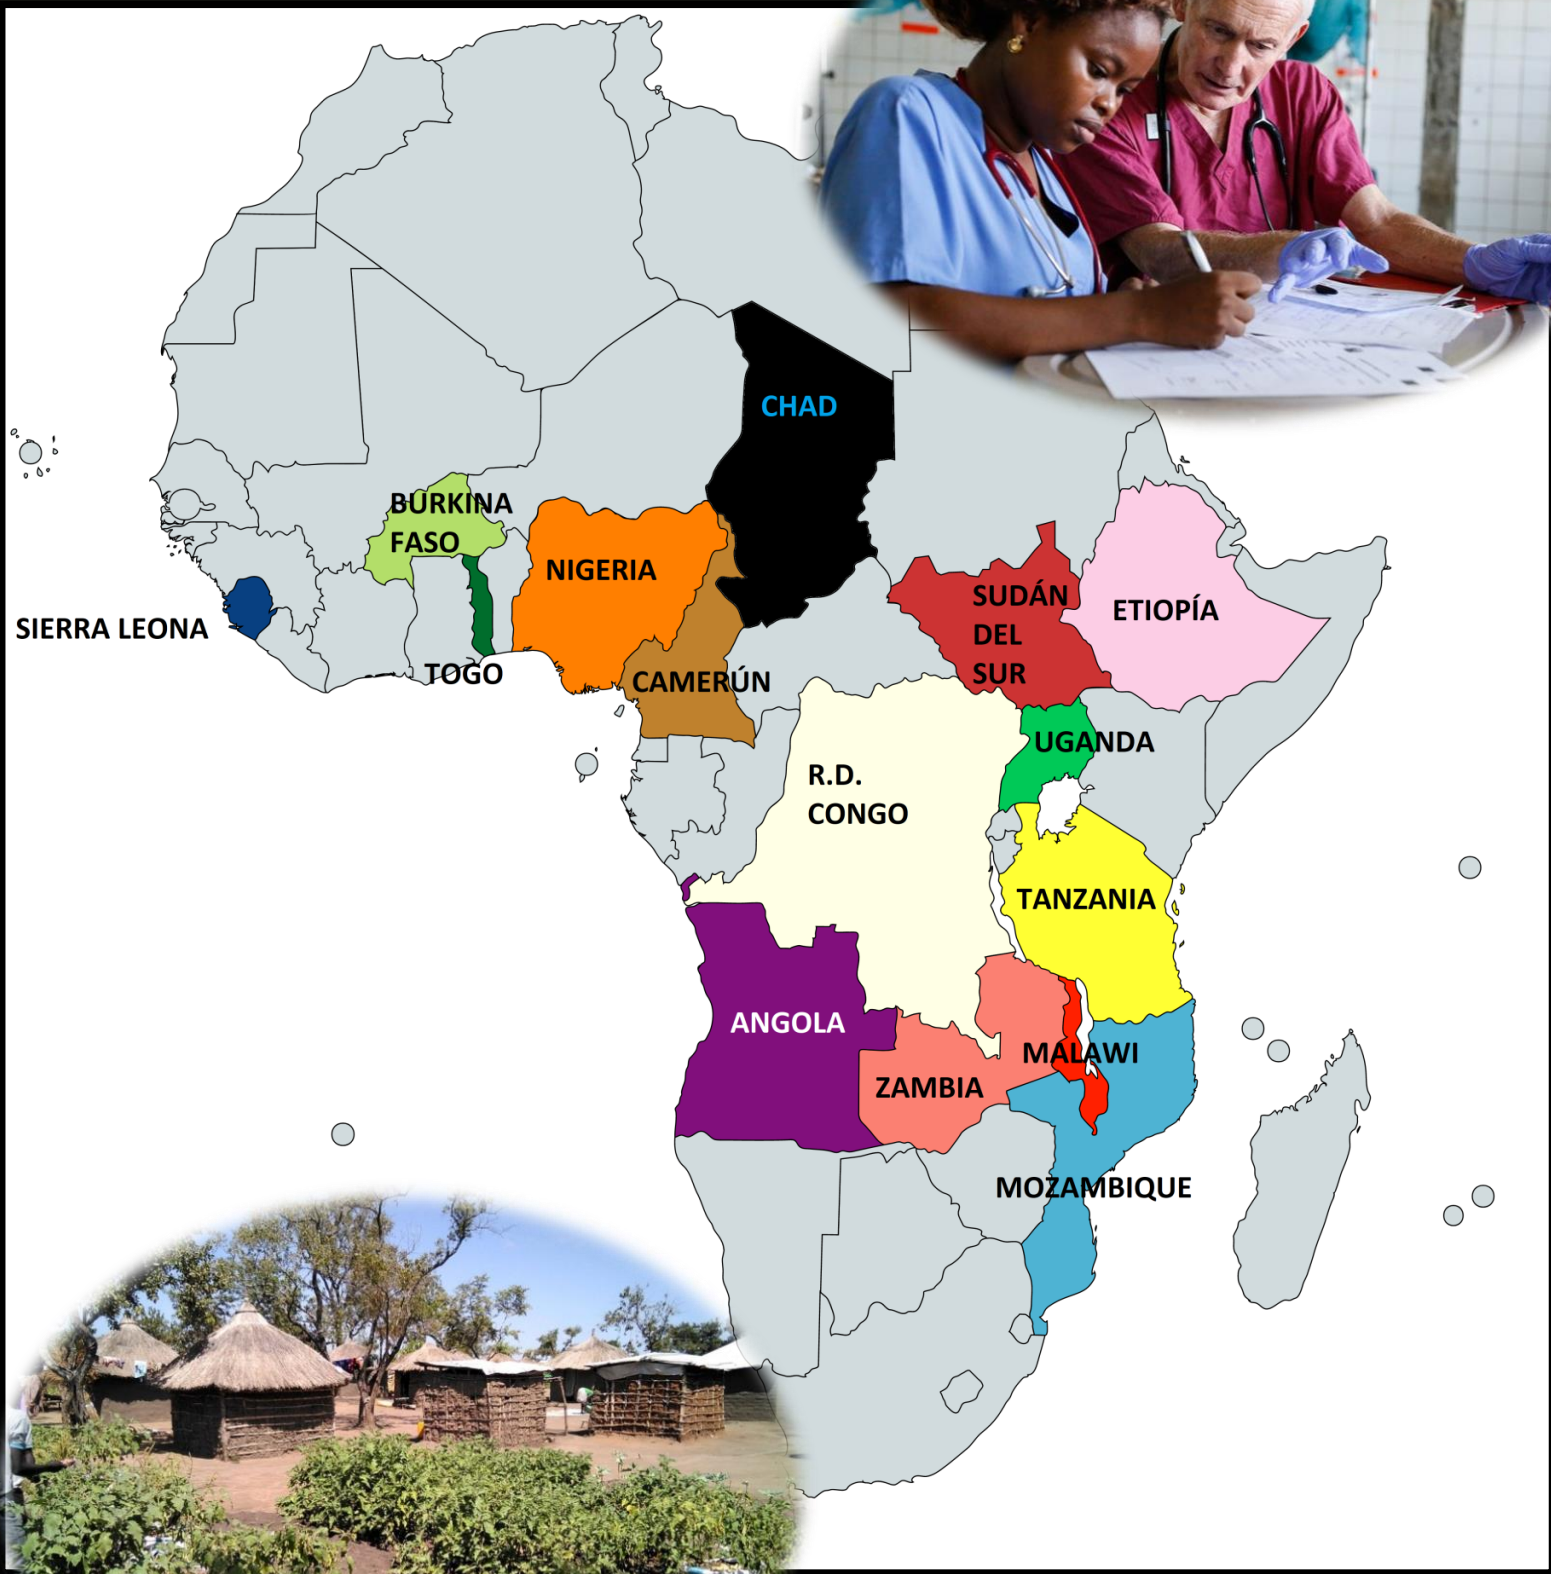 CHAD
BURKINA
FASO
NIGERIA
SIERRA LEONA
TOGO
CAMERÚN
SUDÁN
DEL
SUR
ETIOPÍA
UGANDA
R.D.
CONGO
TANZANIA
ANGOLA
MALAWI
ZAMBIA
MOZAMBIQUE